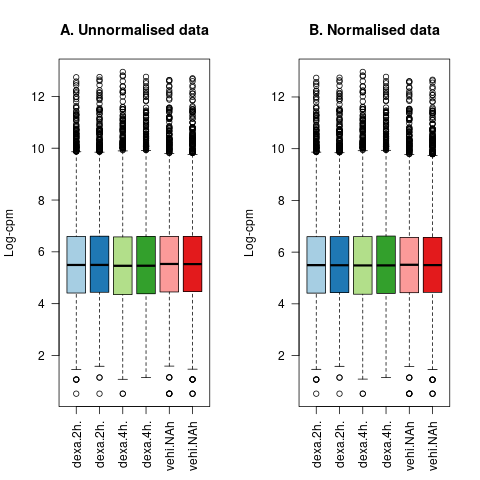 A. Unnormalised data
Log-cpm
12
10
8
6
4
2
dexa.2h.
dexa.2h.
dexa.4h.
dexa.4h.
vehi.NAh
vehi.NAh
B. Normalised data
Log-cpm
12
10
8
6
4
2
dexa.2h.
dexa.2h.
dexa.4h.
dexa.4h.
vehi.NAh
vehi.NAh